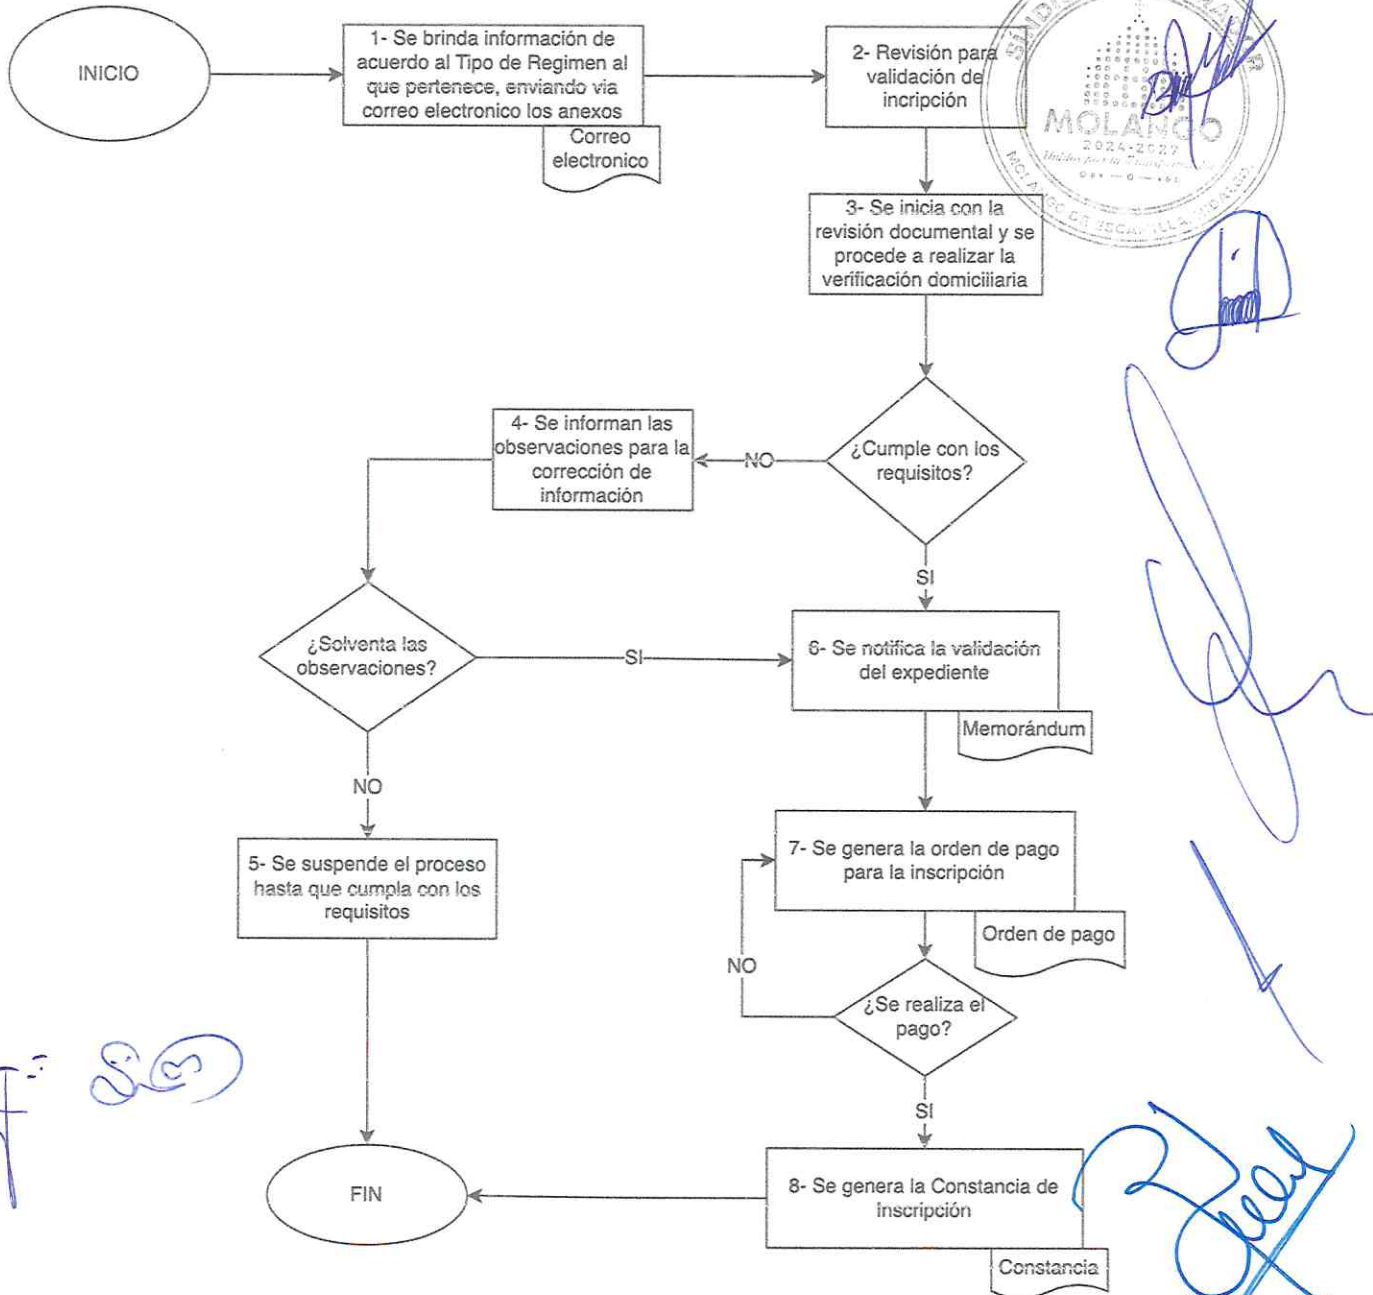 INICIO
1- Se brinda información de
acuerdo al Tipo de Regimen al
que pertenece, enviando via
correo electronico los anexos
Correo
electronico
2- Revisión para
validación de
incripción
MOLANGO
2024-2027
MOLANGO DE ESCAMILLA, HIDALGO
3- Se inicia con la
revisión documental y se
procede a realizar la
verificación domiciliaria
¿Cumple con los
requisitos?
NO
4- Se informan las
observaciones para la
corrección de
información
SI
¿Solventa las
observaciones?
SI
6- Se notifica la validación
del expediente
Memorándum
NO
5- Se suspende el proceso
hasta que cumpla con los
requisitos
7- Se genera la orden de pago
para la inscripción
Orden de pago
NO
¿Se realiza el
pago?
SI
8- Se genera la Constancia de
inscripción
Constancia
FIN